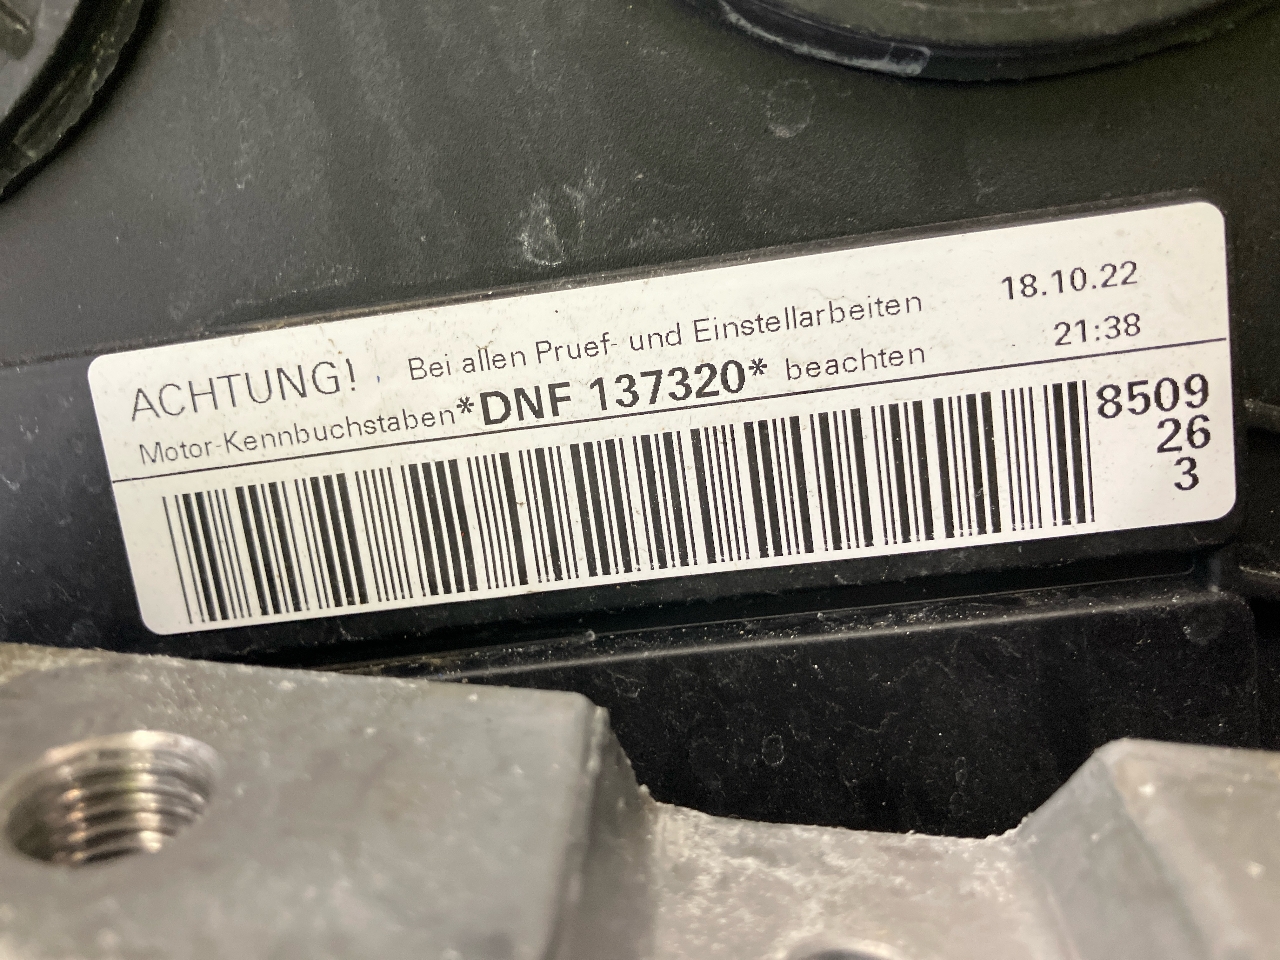 ACHTUNG! Bei allen Pruef- und Einstellarbeiten 18.10.22
Motor-Kennbuchstaben*DNF 137320* beachten 21:38
8509
26
3